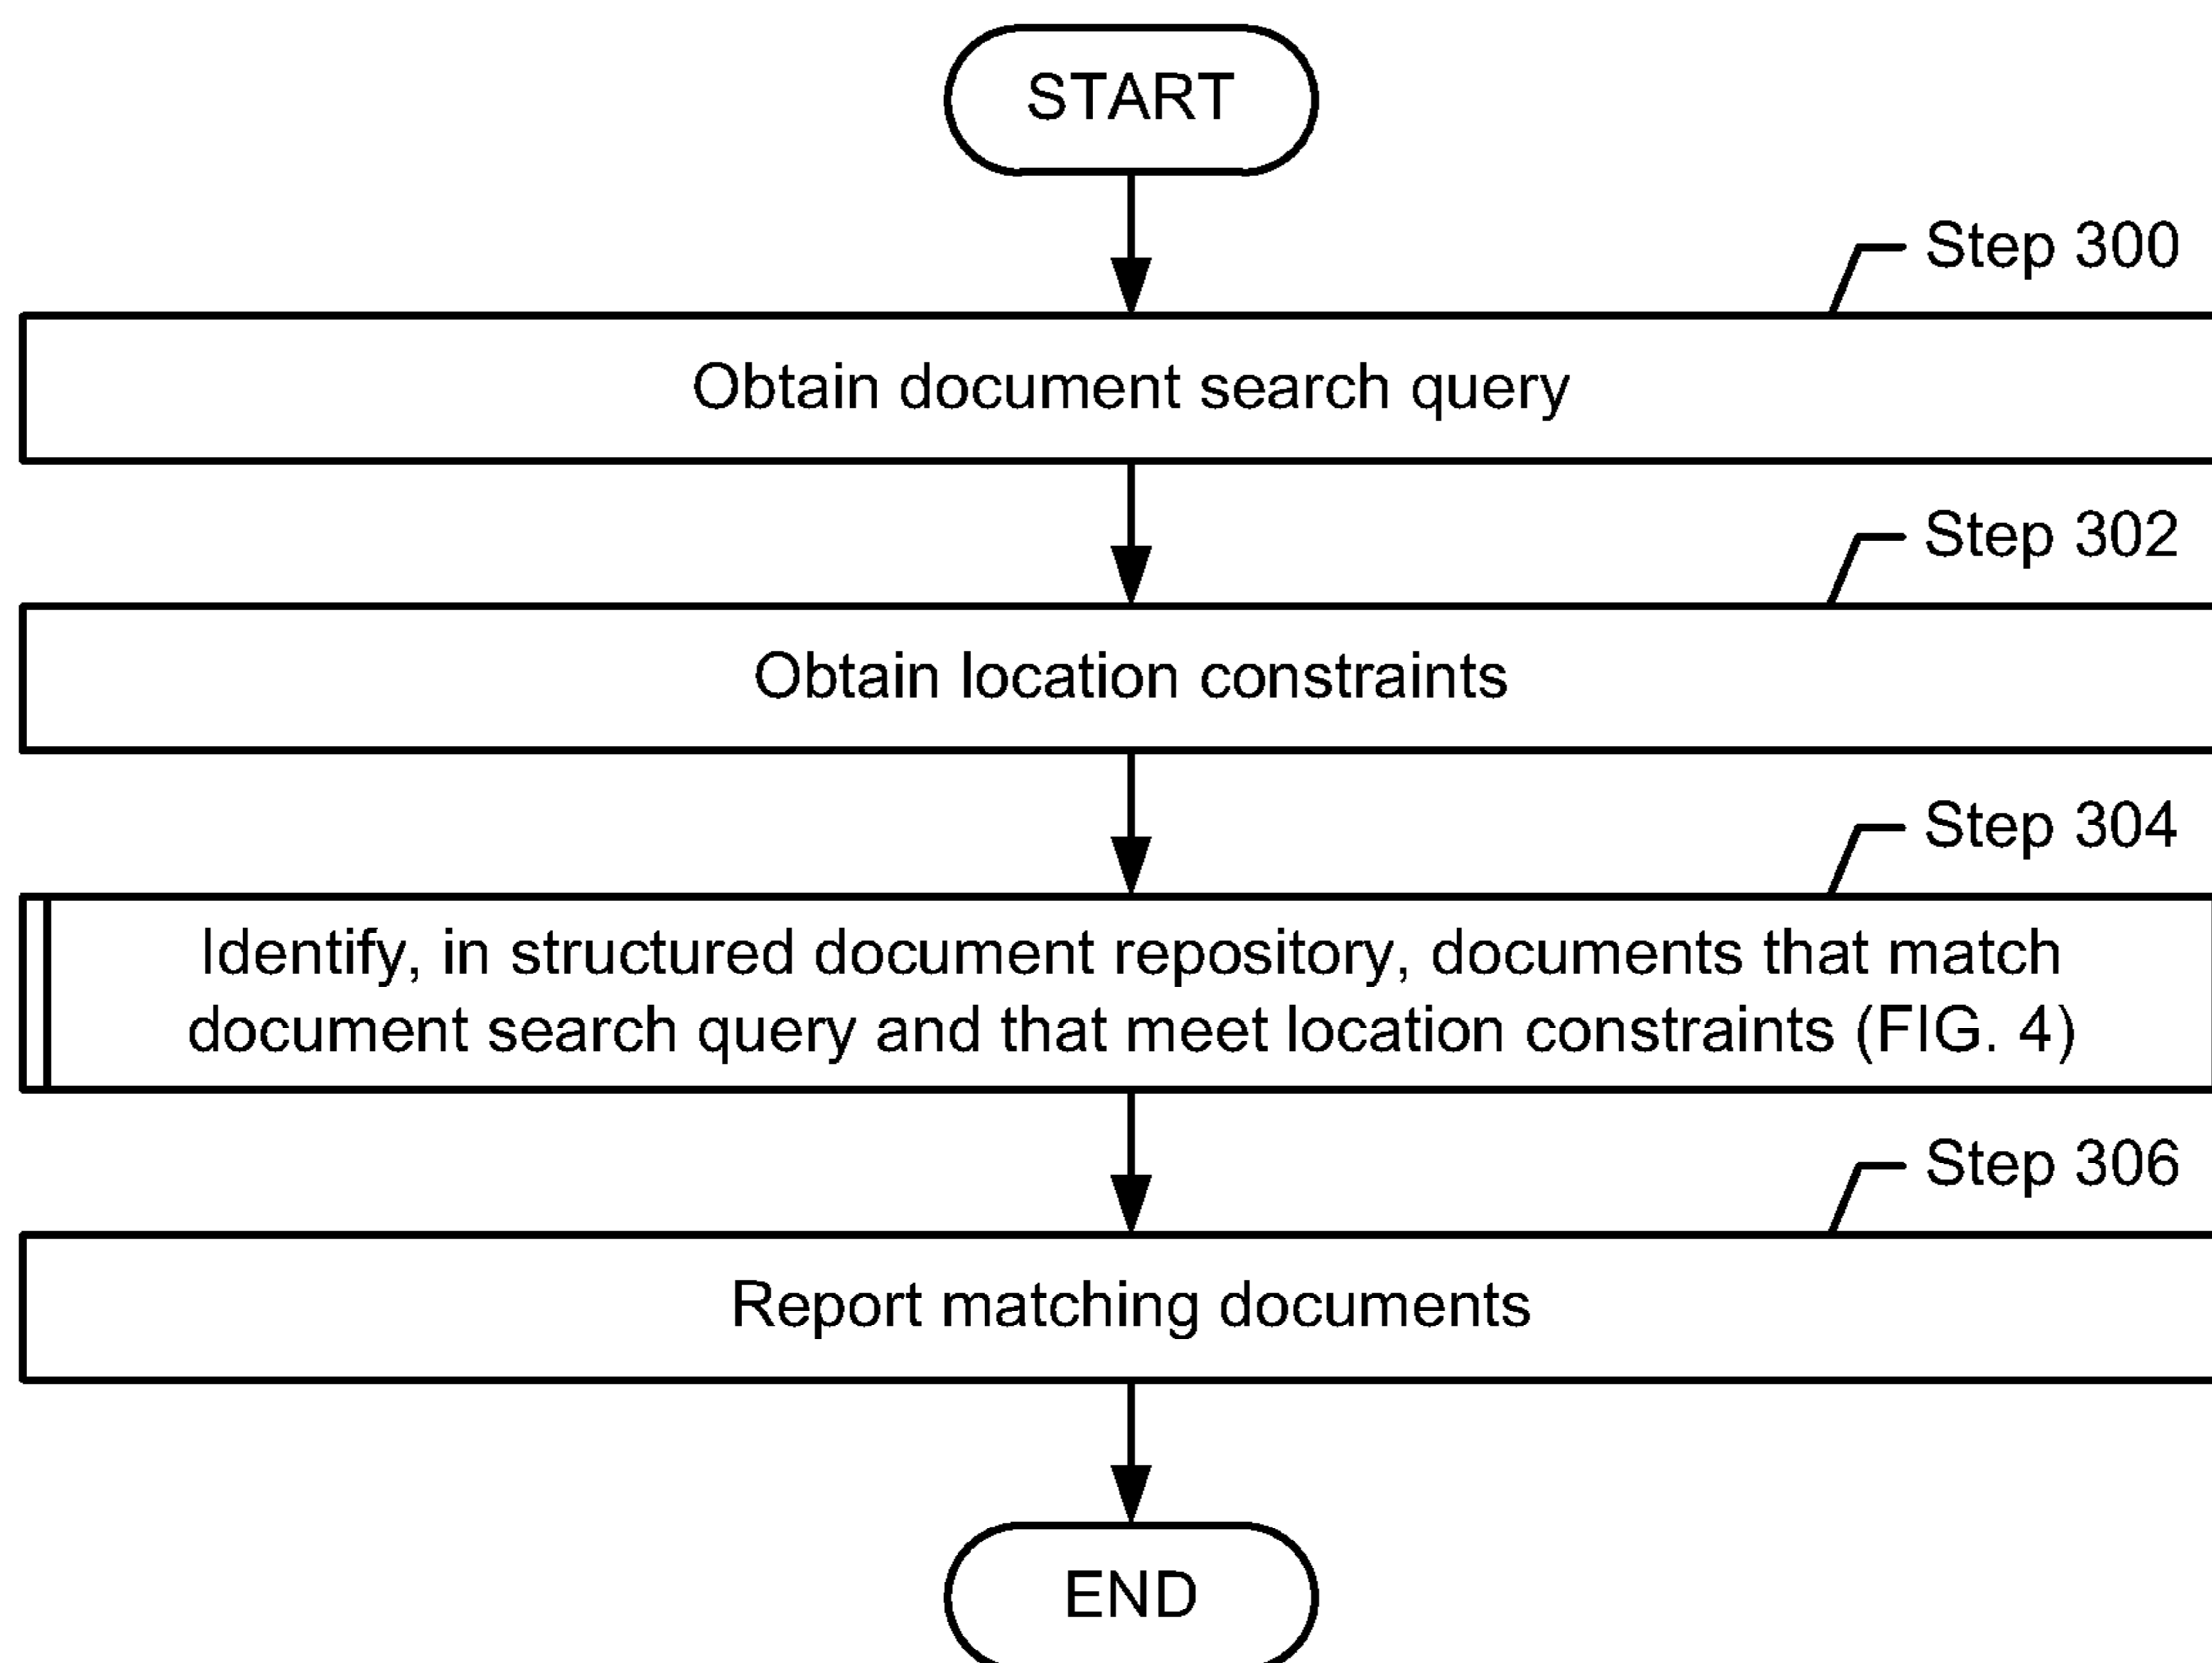 START
Step 300
Obtain document search query
Step 302
Obtain location constraints
Step 304
Identify, in structured document repository, documents that match
document search query and that meet location constraints (FIG. 4)
Step 306
Report matching documents
END